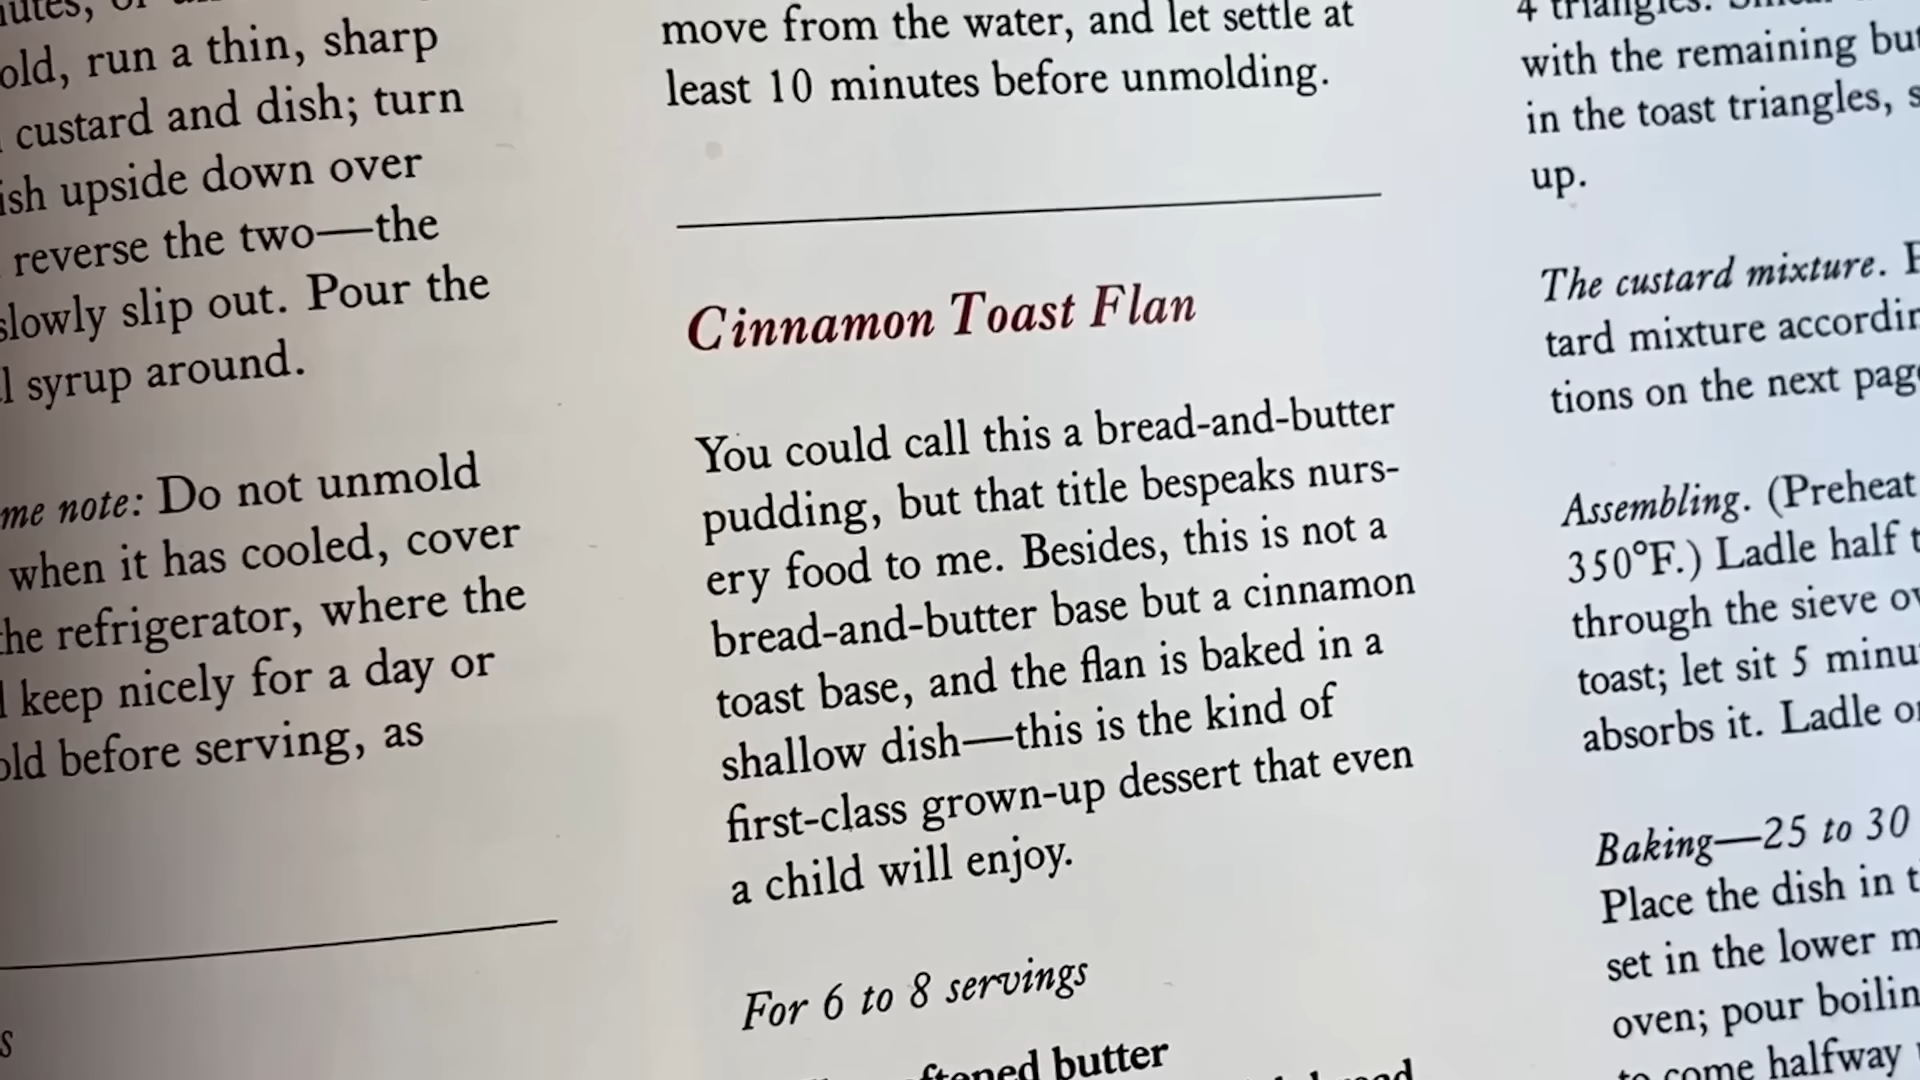 old, run a thin, sharp
custard and dish; turn
upside down over
reverse the two—the
slowly slip out. Pour the
syrup around.
note: Do not unmold
when it has cooled, cover
the refrigerator, where the
keep nicely for a day or
before serving, as
move from the water, and let settle at
least 10 minutes before unmolding.
Cinnamon Toast Flan
You could call this a bread-and-butter
pudding, but that title bespeaks nurs-
ery food to me. Besides, this is not a
bread-and-butter base but a cinnamon
toast base, and the flan is baked in a
shallow dish—this is the kind of
first-class grown-up dessert that even
a child will enjoy.
For 6 to 8 servings
butter
4 triangles.
with the remaining
in the toast triangles,
up.
The custard mixture.
tard mixture
tions on the next
Assembling. (Preheat
350°F.) Ladle half
through the sieve
toast; let sit 5
absorbs it. Ladle
Baking—25 to 30
Place the dish in
set in the lower
oven; pour
to come halfway